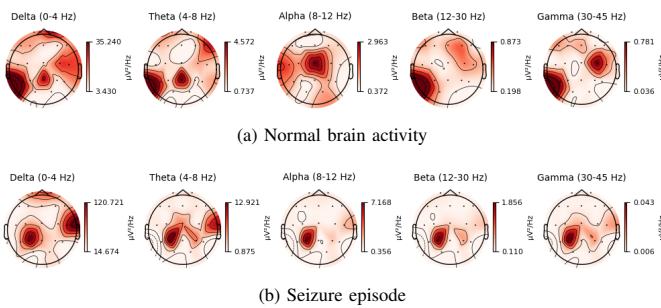 Delta (0-4 Hz) Theta (4-8 Hz) Alpha (8-12 Hz) Beta (12-30 Hz) Gamma (30-45 Hz)
35.240 4.572 2.963 0.873 0.781
µV²/Hz µV²/Hz µV²/Hz µV²/Hz µV²/Hz
3.430 0.737 0.372 0.198 0.036
(a) Normal brain activity
Delta (0-4 Hz) Theta (4-8 Hz) Alpha (8-12 Hz) Beta (12-30 Hz) Gamma (30-45 Hz)
120.721 12.921 7.168 1.856 0.043
µV²/Hz µV²/Hz µV²/Hz µV²/Hz µV²/Hz
14.674 0.875 0.356 0.110 0.006
(b) Seizure episode